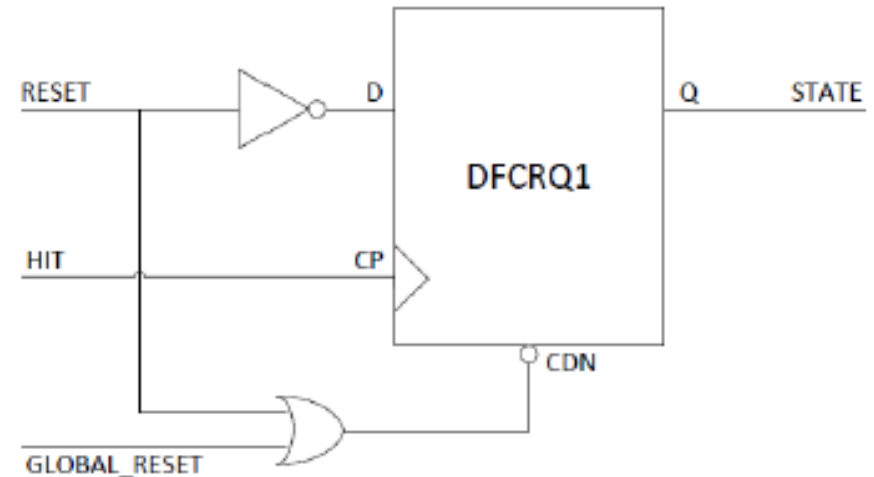 RESET
D
Q
STATE
DFCRQ1
HIT
CP
CDN
GLOBAL_RESET